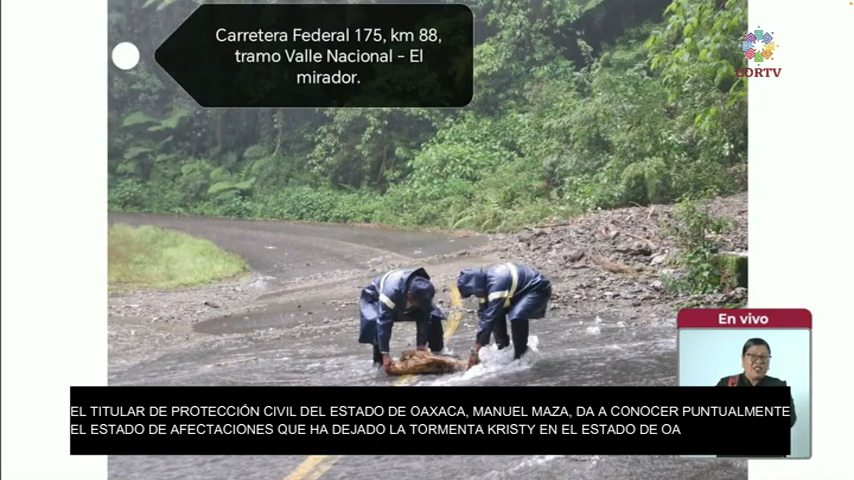 Carretera Federal 175, km 88,
tramo Valle Nacional - El
mirador.
CORTV
En vivo
EL TITULAR DE PROTECCIÓN CIVIL DEL ESTADO DE OAXACA, MANUEL MAZA, DA A CONOCER PUNTUALMENTE
EL ESTADO DE AFECTACIONES QUE HA DEJADO LA TORMENTA KRISTY EN EL ESTADO DE OA